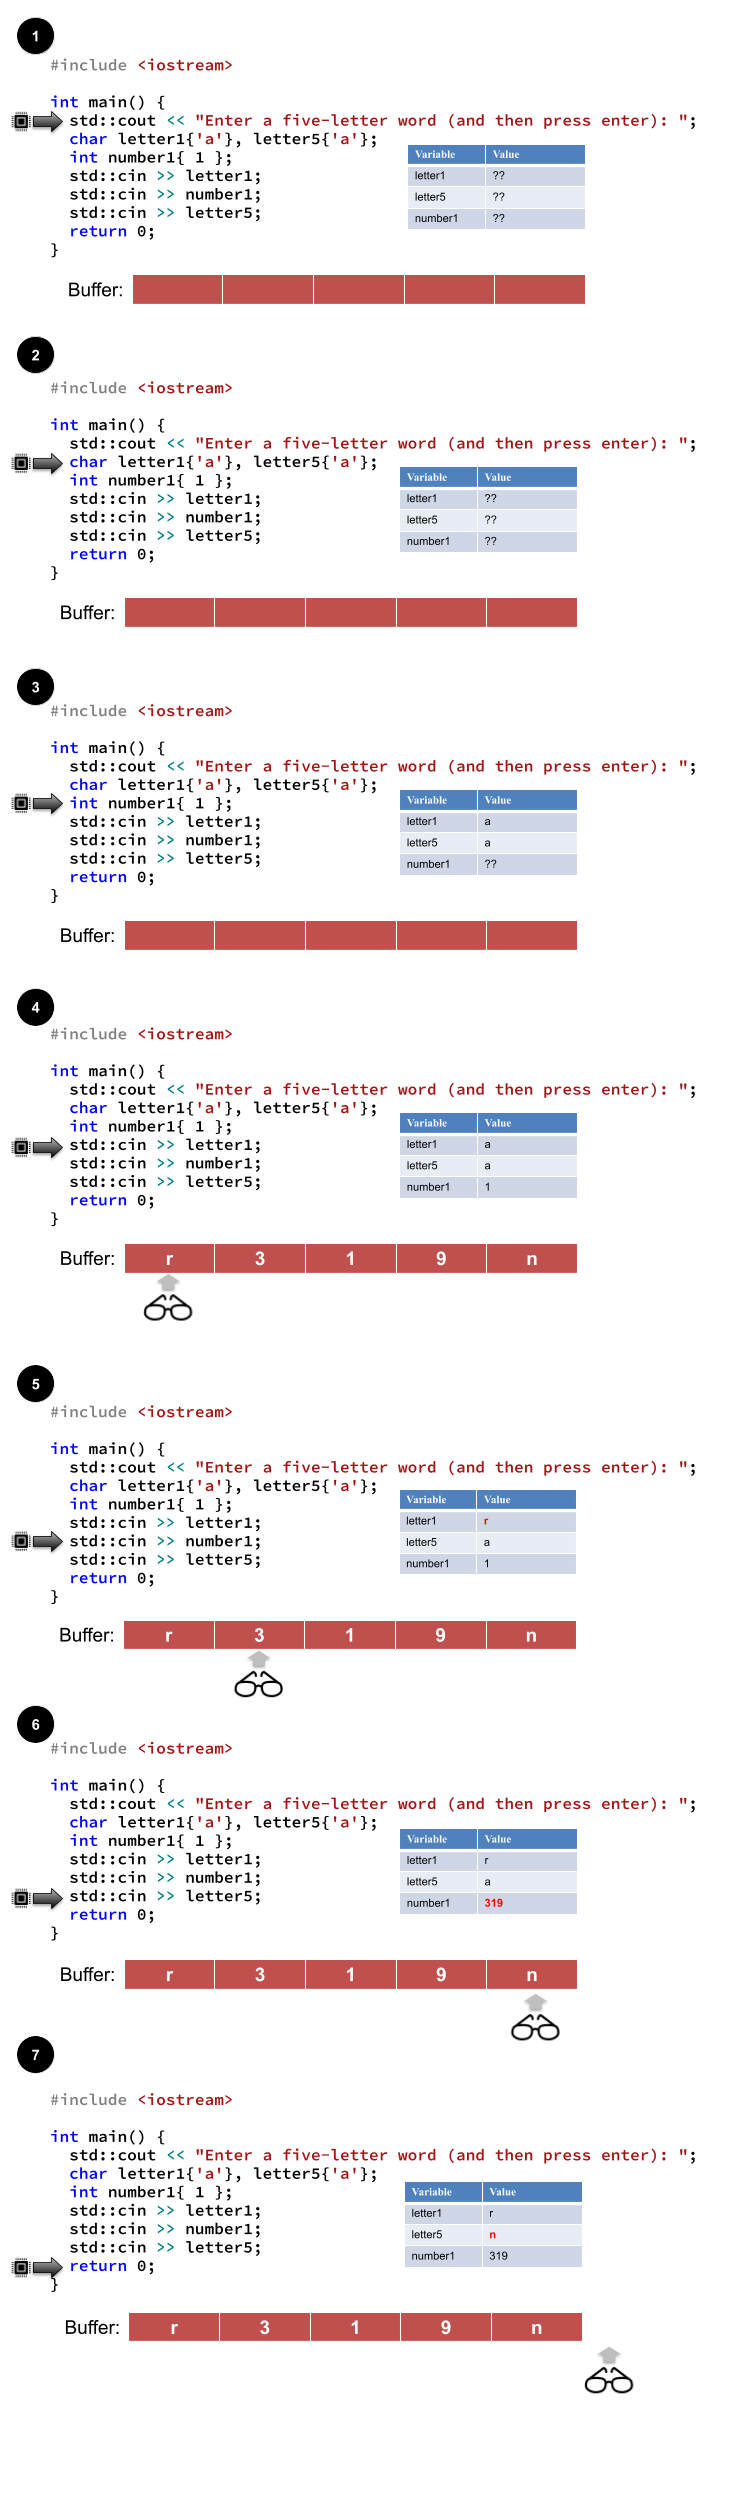 1
#include <iostream>
int main() {
std::cout << "Enter a five-letter word (and then press enter): ";
char letter1{'a'}, letter5{'a'};
int number1{ 1 };
std::cin >> letter1;
std::cin >> number1;
std::cin >> letter5;
return 0;
}
Variable Value
letter1 ??
letter5 ??
number1 ??
Buffer:
2
#include <iostream>
int main() {
std::cout << "Enter a five-letter word (and then press enter): ";
char letter1{'a'}, letter5{'a'};
int number1{ 1 };
std::cin >> letter1;
std::cin >> number1;
std::cin >> letter5;
return 0;
}
Variable Value
letter1 ??
letter5 ??
number1 ??
Buffer:
3
#include <iostream>
int main() {
std::cout << "Enter a five-letter word (and then press enter): ";
char letter1{'a'}, letter5{'a'};
int number1{ 1 };
std::cin >> letter1;
std::cin >> number1;
std::cin >> letter5;
return 0;
}
Variable Value
letter1 a
letter5 a
number1 ??
Buffer:
4
#include <iostream>
int main() {
std::cout << "Enter a five-letter word (and then press enter): ";
char letter1{'a'}, letter5{'a'};
int number1{ 1 };
std::cin >> letter1;
std::cin >> number1;
std::cin >> letter5;
return 0;
}
Variable Value
letter1 a
letter5 a
number1 1
Buffer: r 3 1 9 n
5
#include <iostream>
int main() {
std::cout << "Enter a five-letter word (and then press enter): ";
char letter1{'a'}, letter5{'a'};
int number1{ 1 };
std::cin >> letter1;
std::cin >> number1;
std::cin >> letter5;
return 0;
}
Variable Value
letter1 r
letter5 a
number1 1
Buffer: r 3 1 9 n
6
#include <iostream>
int main() {
std::cout << "Enter a five-letter word (and then press enter): ";
char letter1{'a'}, letter5{'a'};
int number1{ 1 };
std::cin >> letter1;
std::cin >> number1;
std::cin >> letter5;
return 0;
}
Variable Value
letter1 r
letter5 a
number1 319
Buffer: r 3 1 9 n
7
#include <iostream>
int main() {
std::cout << "Enter a five-letter word (and then press enter): ";
char letter1{'a'}, letter5{'a'};
int number1{ 1 };
std::cin >> letter1;
std::cin >> number1;
std::cin >> letter5;
return 0;
}
Variable Value
letter1 r
letter5 n
number1 319
Buffer: r 3 1 9 n